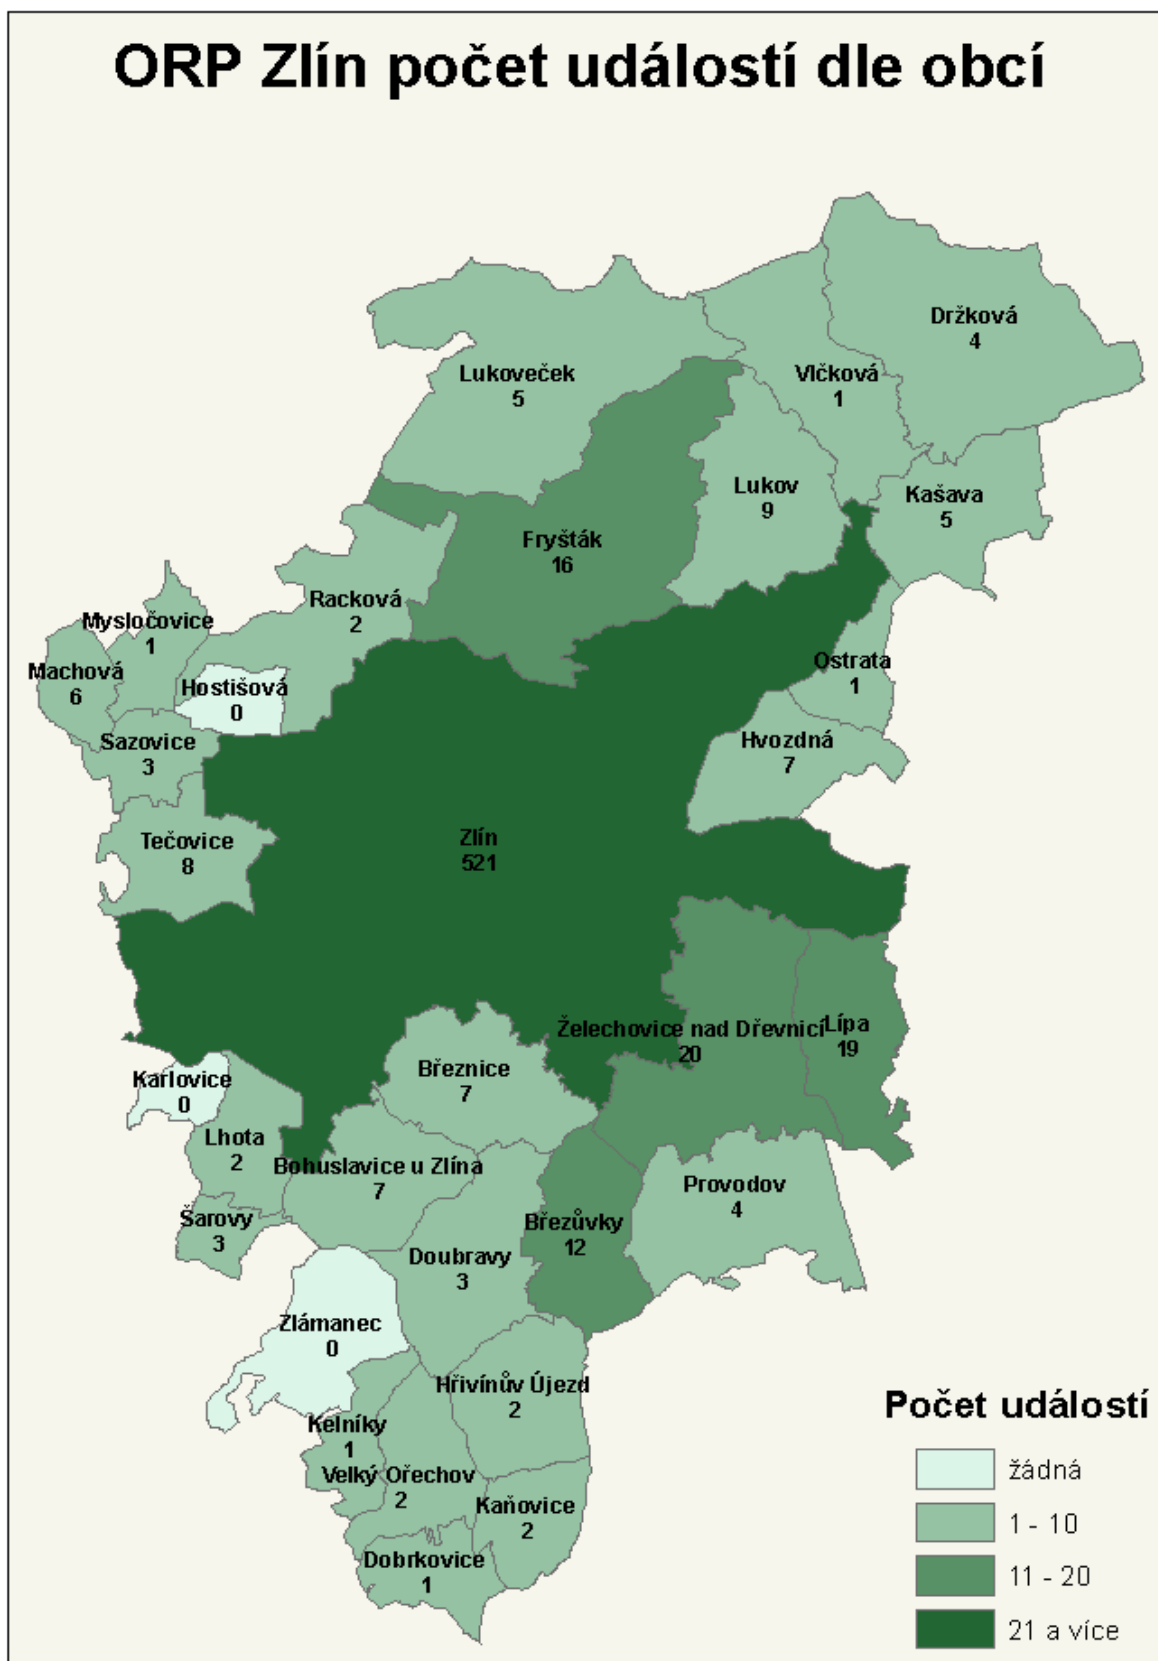 ORP Zlín počet událostí dle obcí
Držková
4
Lukoveček
5
Vlčková
1
Lukov
9
Kašava
5
Fryšták
16
Racková
2
Mysločovice
1
Machová
6
Hostišová
0
Ostrata
1
Sazovice
3
Hvozdná
7
Tečovice
8
Zlín
521
Želechovice nad Dřevnicí
20
Lípa
19
Březnice
7
Karlovice
0
Lhota
2
Bohuslavice u Zlína
7
Provodov
4
Šarovy
3
Březůvky
12
Doubravy
3
Zlámanec
0
Hřivínův Újezd
2
Kelníky
1
Velký Ořechov
2
Kaňovice
2
Dobrkovice
1
Počet událostí
žádná
1 - 10
11 - 20
21 a více